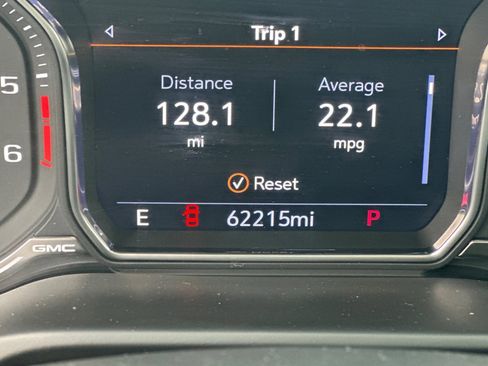 Trip 1
Distance
Average
128.1
22.1
mi
mpg
Reset
E
62215mi
P
5
6
GMC